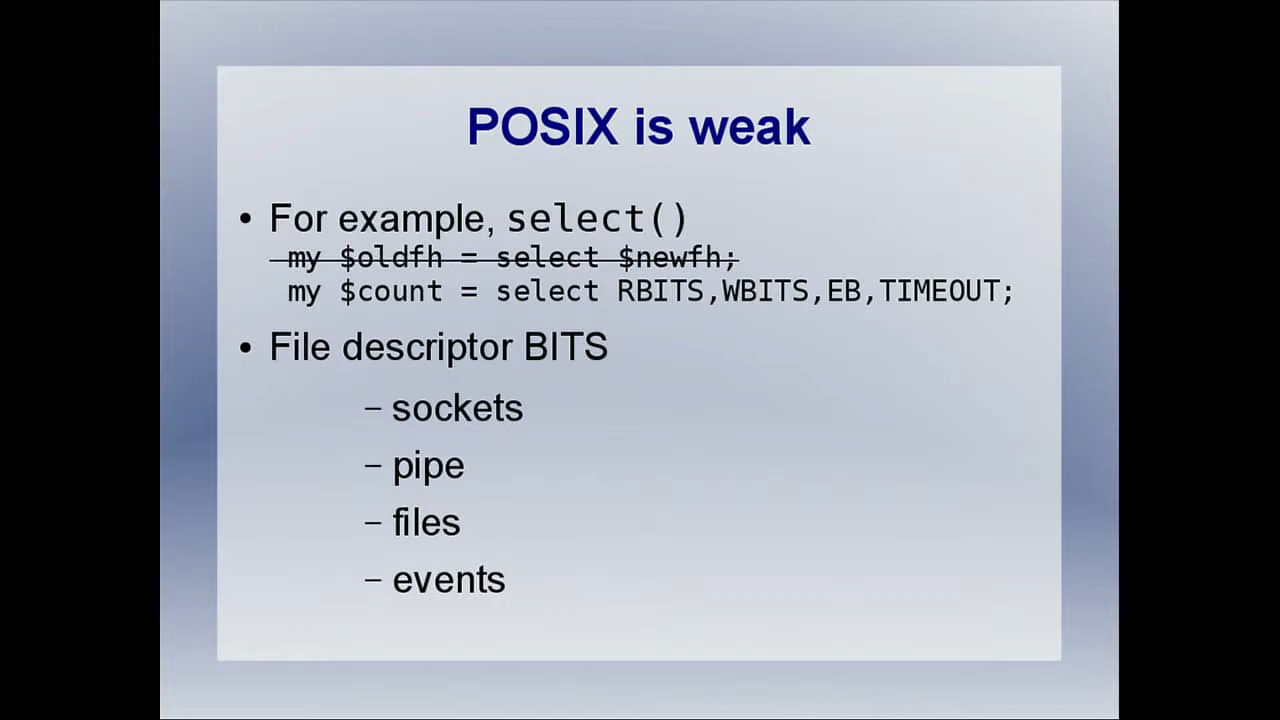 POSIX is weak
• For example, select()
my $oldfh = select $newfh;
my $count = select RBITS,WBITS,EB,TIMEOUT;
• File descriptor BITS
– sockets
– pipe
– files
– events